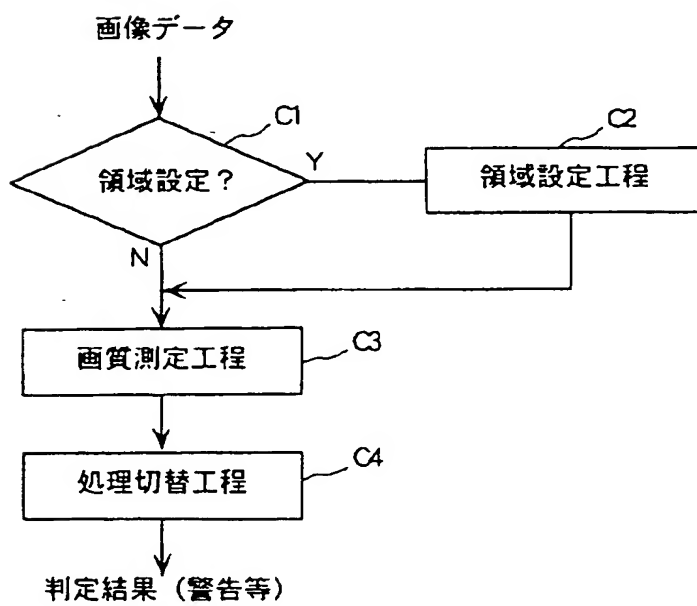 画像データ
C1
領域設定?
Y
C2
領域設定工程
N
画質測定工程
C3
処理切替工程
C4
判定結果(警告等)